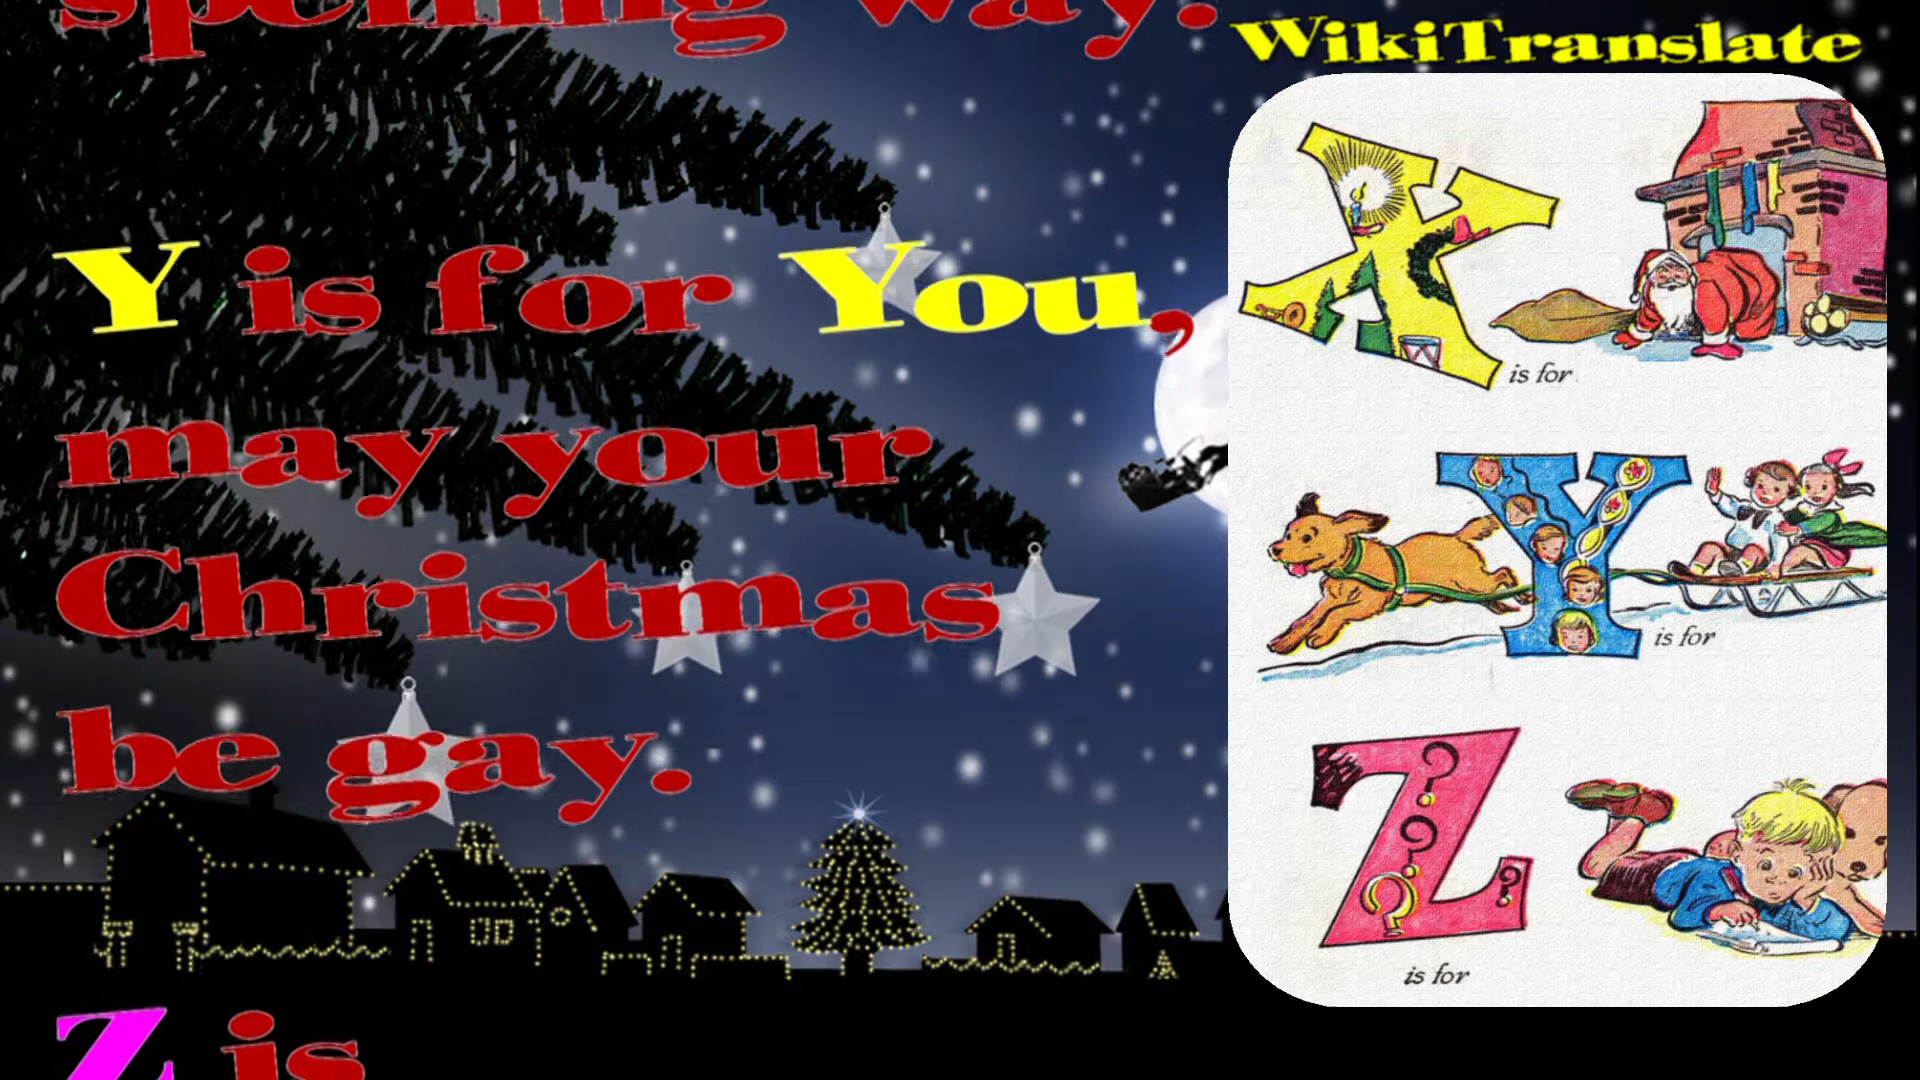 spelling way.
WikiTranslate
Y is for You,
may your
Christmas
be gay.
Z is
X
is for
Y
is for
Z
is for